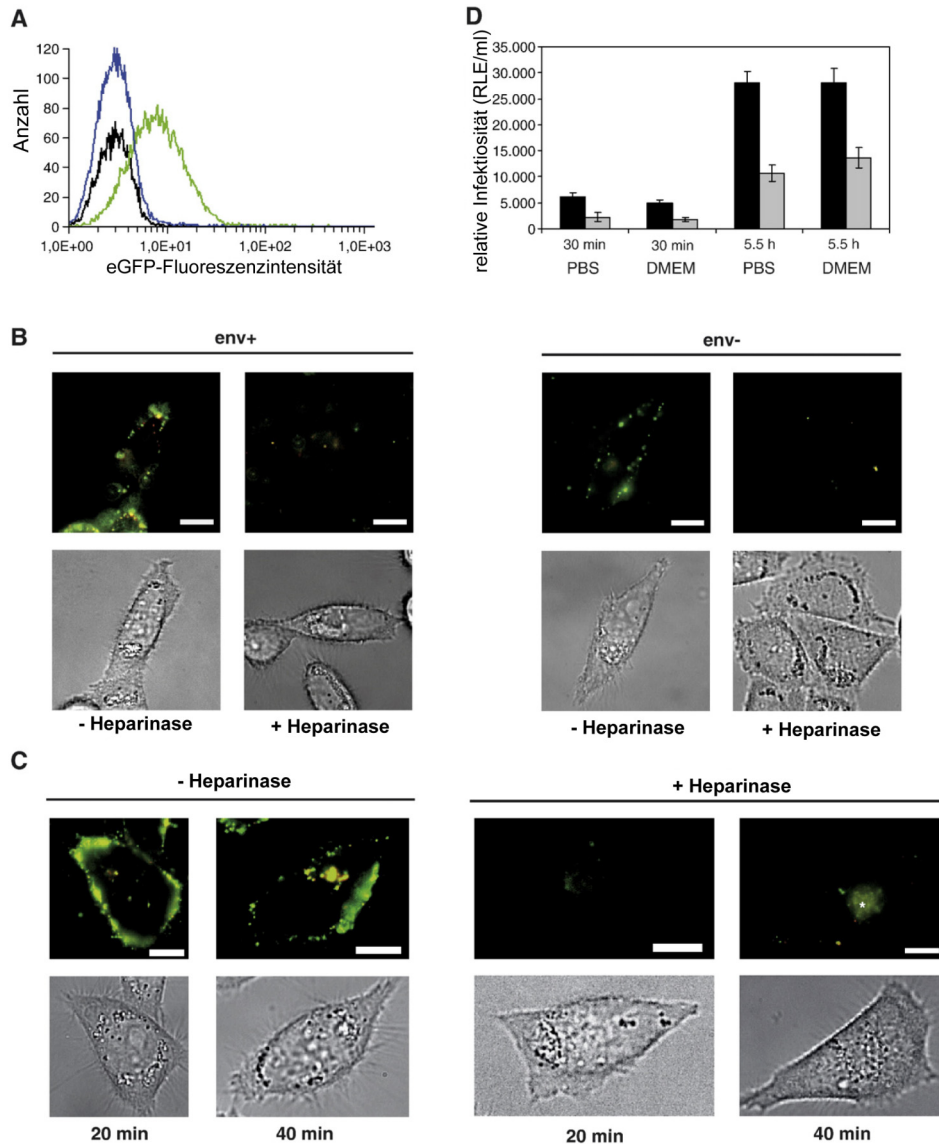 A
Anzahl
120
100
80
60
40
20
0
1,0E+00 1,0E+01 1,0E+02 1,0E+03
eGFP-Fluoreszenzintensität
D
relative Infektiosität (RLE/ml)
35.000
30.000
25.000
20.000
15.000
10.000
5.000
0
30 min 30 min 5.5 h 5.5 h
PBS DMEM PBS DMEM
B
env+ env-
- Heparinase + Heparinase - Heparinase + Heparinase
C
- Heparinase + Heparinase
*
20 min 40 min 20 min 40 min